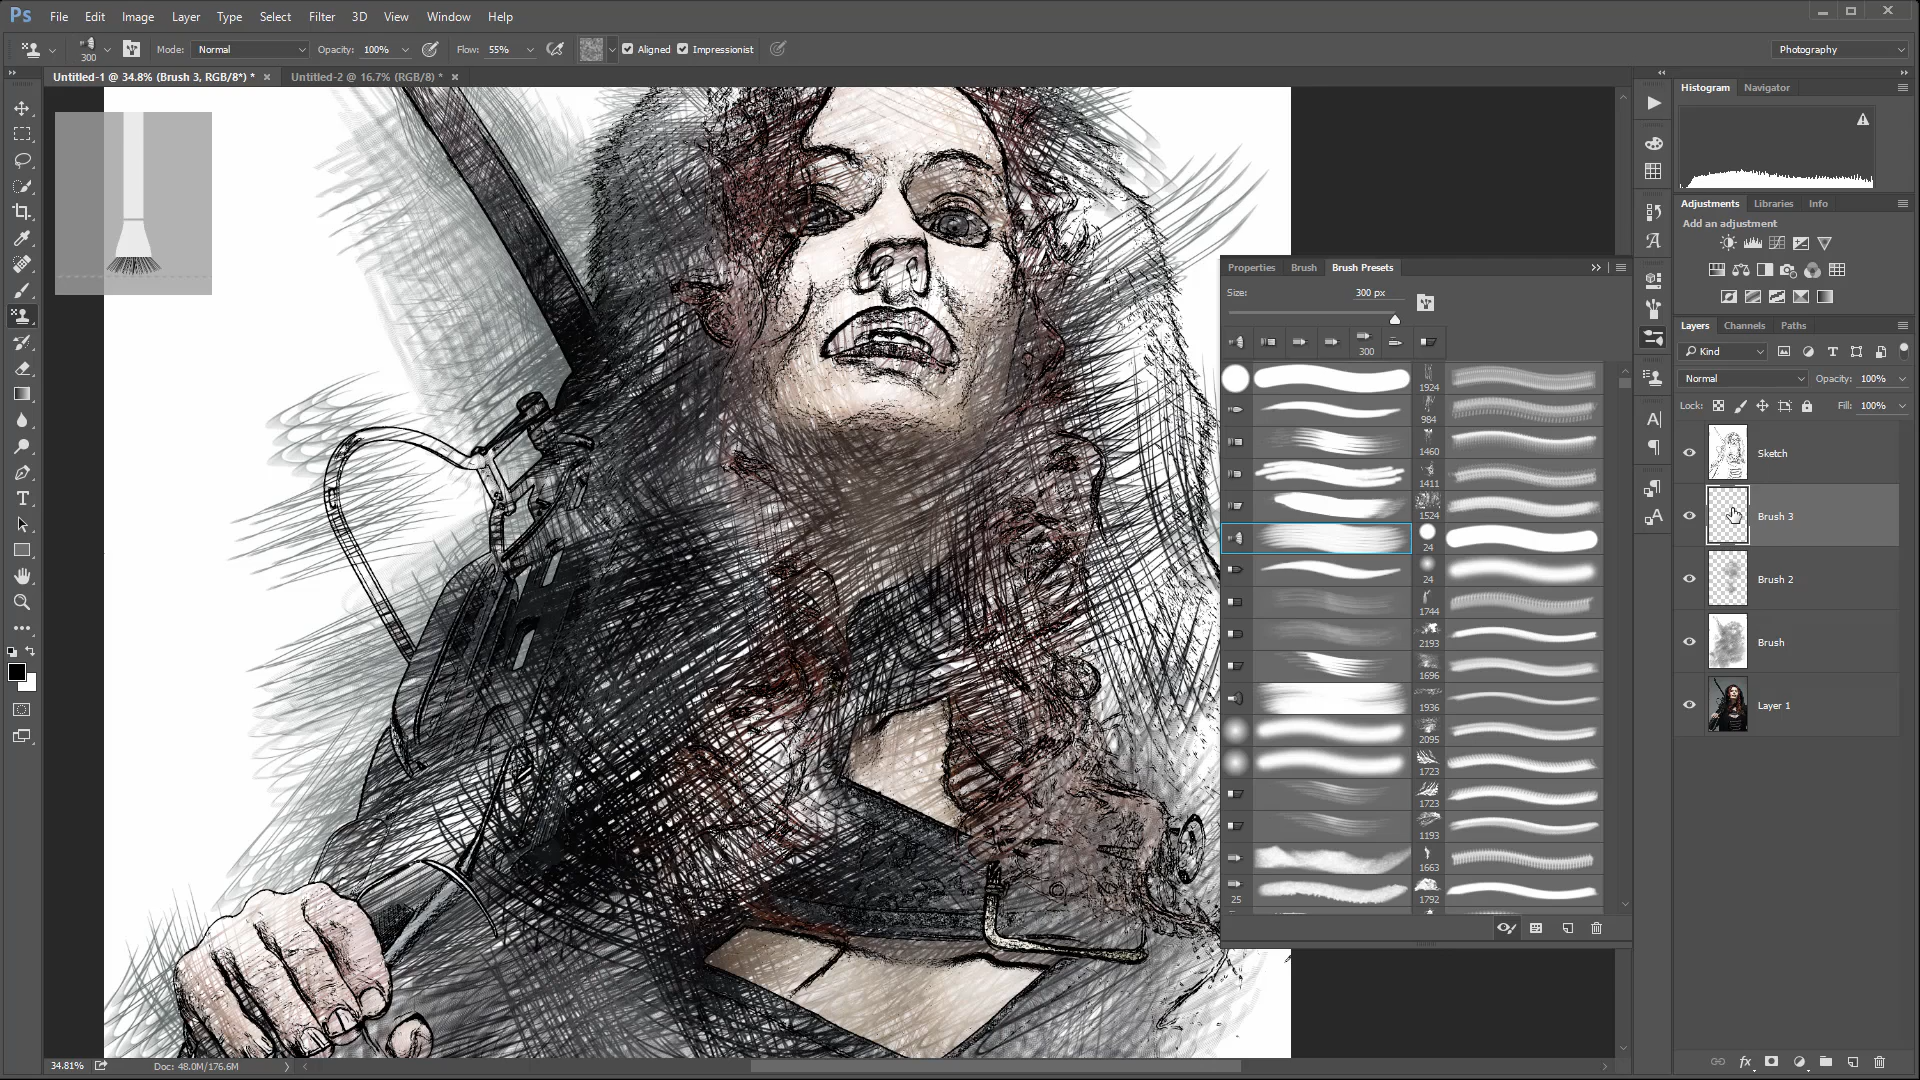 Ps File Edit Image Layer Type Select Filter 3D View Window Help
300 Mode: Normal Opacity: 100% Flow: 55% Aligned Impressionist Photography
Untitled-1 @ 34.8% (Brush 3, RGB/8*) * × Untitled-2 @ 16.7% (RGB/8) * ×
Histogram Navigator
Adjustments Libraries Info
Add an adjustment
Properties Brush Brush Presets
Size: 300 px
300
1924
984
1460
1411
1524
24
24
1744
2193
1696
1936
2095
1723
1723
1193
1663
25 1792
Layers Channels Paths
Kind
Normal Opacity: 100%
Lock: Fill: 100%
Sketch
Brush 3
Brush 2
Brush
Layer 1
fx
34.81% Doc: 48.0M/176.6M